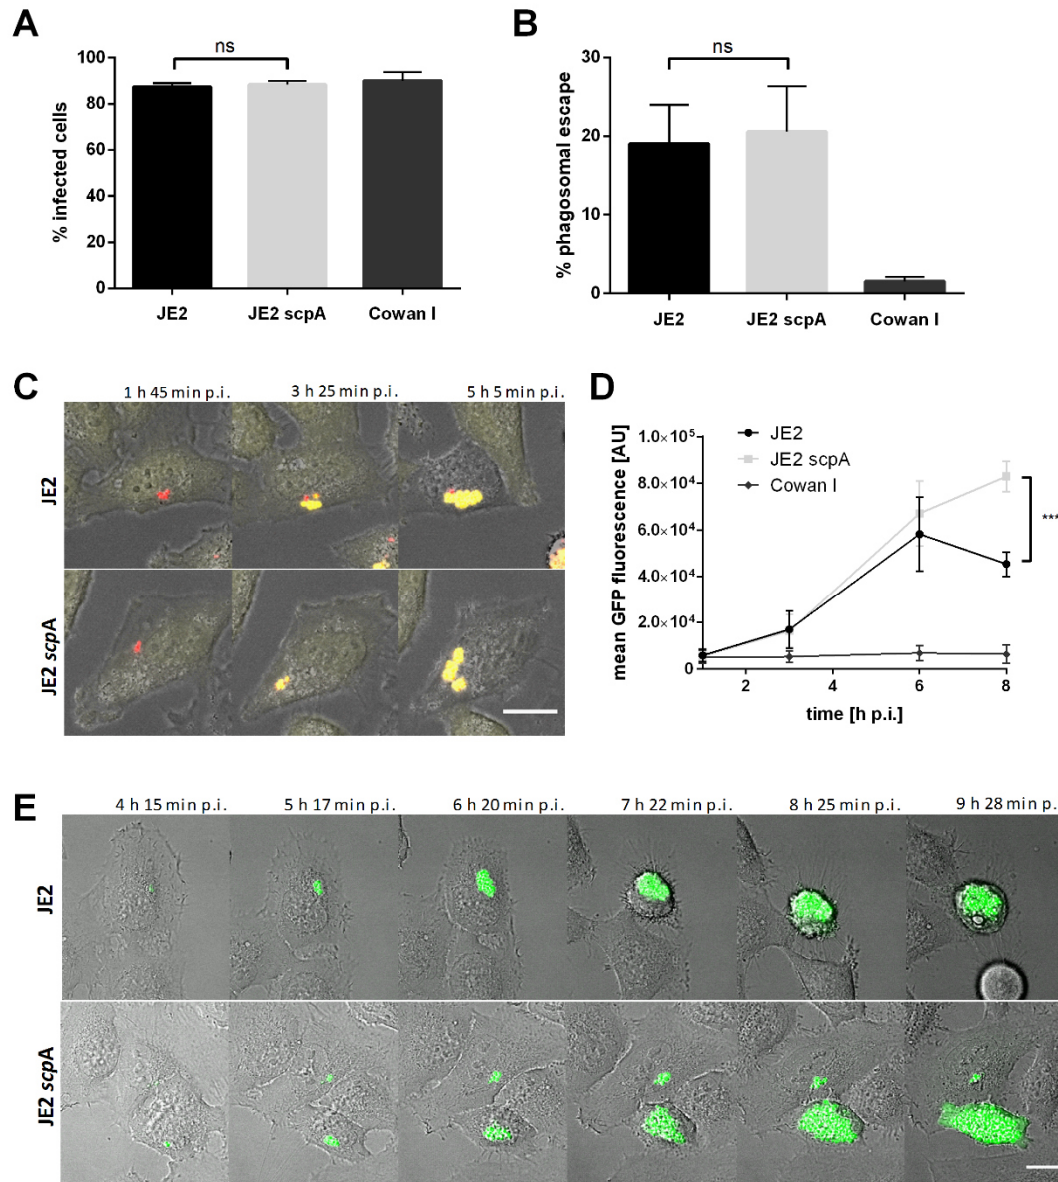 A
ns
% infected cells
100
80
60
40
20
0
JE2
JE2 scpA
Cowan I
B
ns
% phagosomal escape
30
20
10
0
JE2
JE2 scpA
Cowan I
C
1 h 45 min p.i.
3 h 25 min p.i.
5 h 5 min p.i.
JE2
JE2 scpA
D
JE2
JE2 scpA
Cowan I
mean GFP fluorescence [AU]
1.0×10⁵
8.0×10⁴
6.0×10⁴
4.0×10⁴
2.0×10⁴
0
2
4
6
8
time [h p.i.]
***
E
4 h 15 min p.i.
5 h 17 min p.i.
6 h 20 min p.i.
7 h 22 min p.i.
8 h 25 min p.i.
9 h 28 min p.i.
JE2
JE2 scpA